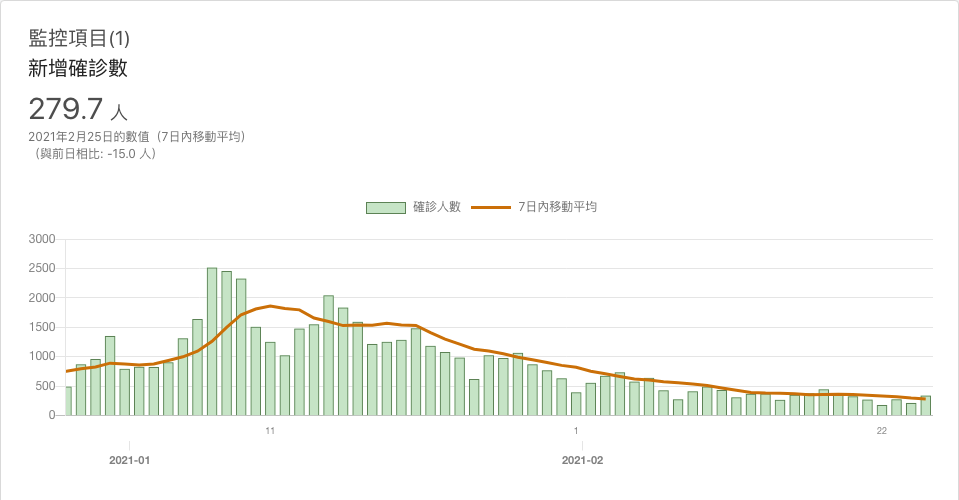 監控項目(1)
新增確診數
279.7 人
2021年2月25日的數值（7日內移動平均）
（與前日相比: -15.0 人）
確診人數 7日內移動平均
3000
2500
2000
1500
1000
500
0
11 1 22
2021-01 2021-02